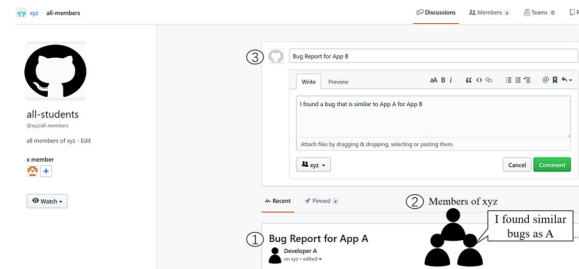 xyz / all-members
Discussions
Members x
Teams 0
③
Bug Report for App B
Write
Preview
AA B i
I found a bug that is similar to App A for App B
Attach files by dragging & dropping, selecting or pasting them.
xyz
Cancel
Comment
all-students
@xyz/all-members
all members of xyz - Edit
x member
Watch
Recent
Pinned x
② Members of xyz
I found similar
bugs as A
① Bug Report for App A
Developer A
on xyz • edited